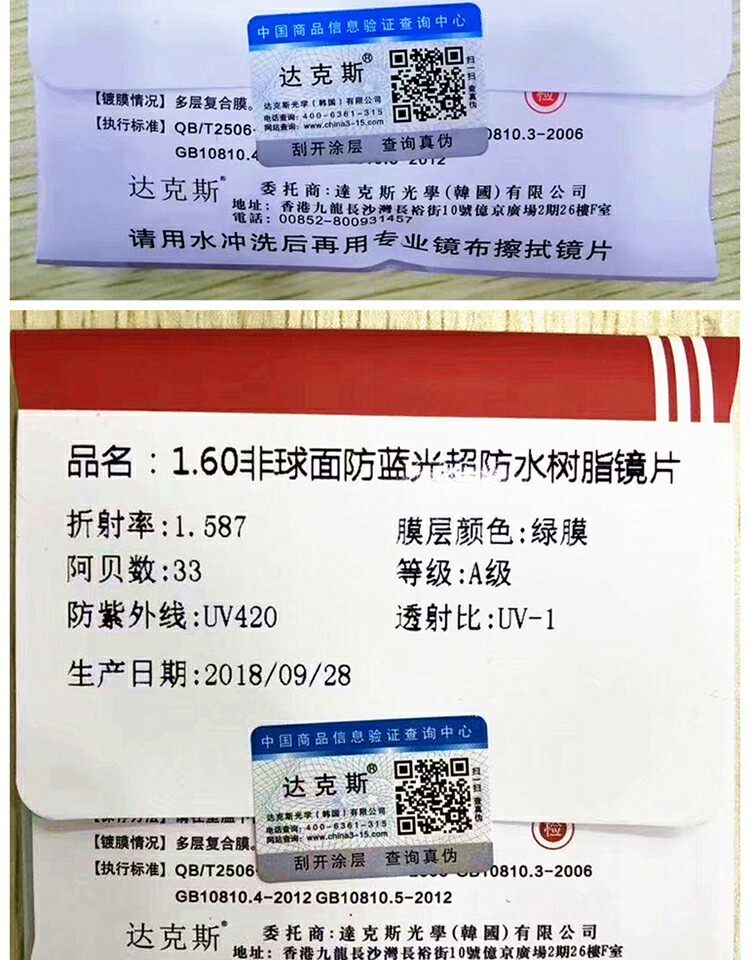 中国商品信息验证查询中心
达克斯®
扫一扫 查真伪
达克斯光学(韩国)有限公司
电话查询:400-6361-315
网站查询:www.china3-15.com
刮开涂层 查询真伪
【镀膜情况】多层复合膜。
检
【执行标准】QB/T2506-
0810.3-2006
GB10810.4
-2012
达克斯®
委托商:達克斯光學(韓國)有限公司
地址:香港九龍長沙灣長裕街10號億京廣場2期26樓F室
電話:00852-800931457
请用水冲洗后再用专业镜布擦拭镜片
品名:1.60非球面防蓝光超防水树脂镜片
折射率:1.587
膜层颜色:绿膜
阿贝数:33
等级:A级
防紫外线:UV420
透射比:UV-1
生产日期:2018/09/28
中国商品信息验证查询中心
达克斯®
扫一扫 查真伪
达克斯光学(韩国)有限公司
电话查询:400-6361-315
网站查询:www.china3-15.com
刮开涂层 查询真伪
【镀膜情况】多层复合膜
检
【执行标准】QB/T2506-
GB10810.3-2006
GB10810.4-2012 GB10810.5-2012
达克斯®
委托商:達克斯光學(韓國)有限公司
地址:香港九龍長沙灣長裕街10號億京廣場2期26樓F室